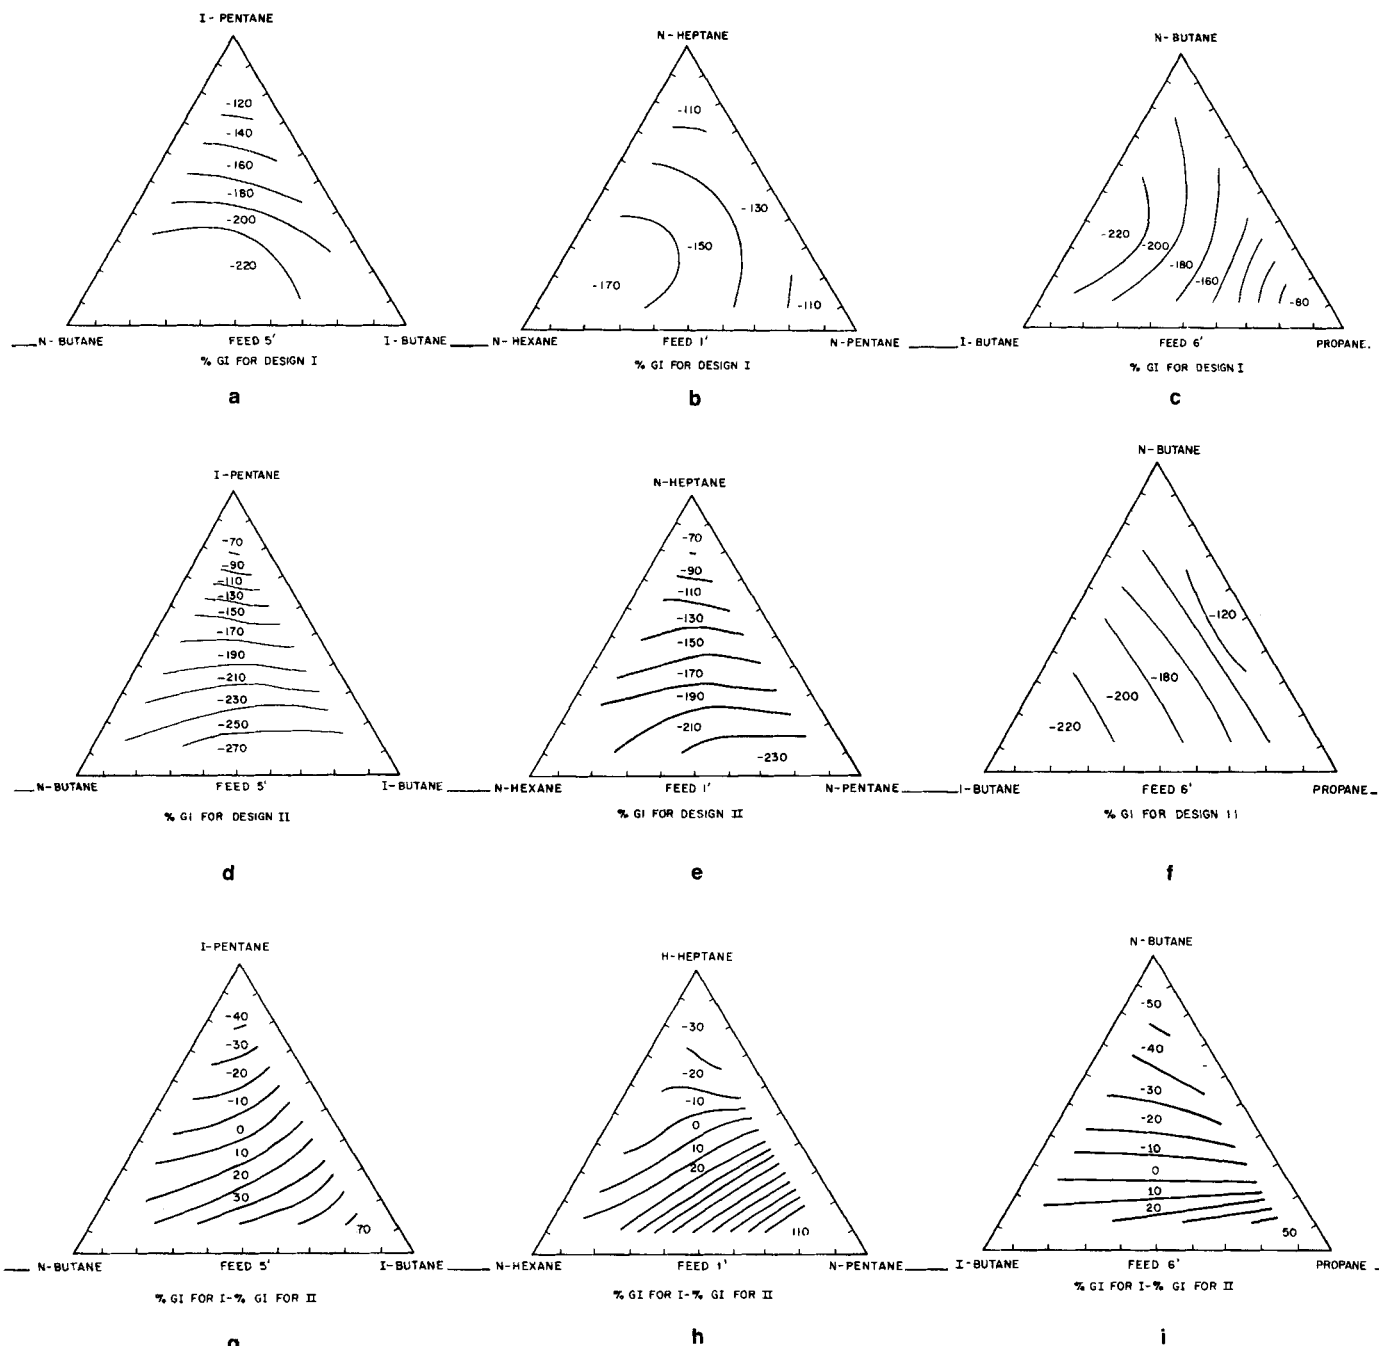 I-PENTANE
-120
-140
-160
-180
-200
-220
N-BUTANE FEED 5' I-BUTANE
% GI FOR DESIGN I
a
N-HEPTANE
-110
-130
-150
-170
-110
N-HEXANE FEED 1' N-PENTANE
% GI FOR DESIGN I
b
N-BUTANE
-220
-200
-180
-160
-80
I-BUTANE FEED 6' PROPANE.
% GI FOR DESIGN I
c
I-PENTANE
-70
-90
-110
-130
-150
-170
-190
-210
-230
-250
-270
N-BUTANE FEED 5' I-BUTANE
% GI FOR DESIGN II
d
N-HEPTANE
-70
-90
-110
-130
-150
-170
-190
-210
-230
N-HEXANE FEED 1' N-PENTANE
% GI FOR DESIGN II
e
N-BUTANE
-120
-180
-200
-220
I-BUTANE FEED 6' PROPANE
% GI FOR DESIGN II
f
I-PENTANE
-40
-30
-20
-10
0
10
20
30
70
N-BUTANE FEED 5' I-BUTANE
% GI FOR I-% GI FOR II
g
H-HEPTANE
-30
-20
-10
0
10
20
110
N-HEXANE FEED 1' N-PENTANE
% GI FOR I-% GI FOR II
h
N-BUTANE
-50
-40
-30
-20
-10
0
10
20
50
I-BUTANE FEED 6' PROPANE
% GI FOR I-% GI FOR II
i